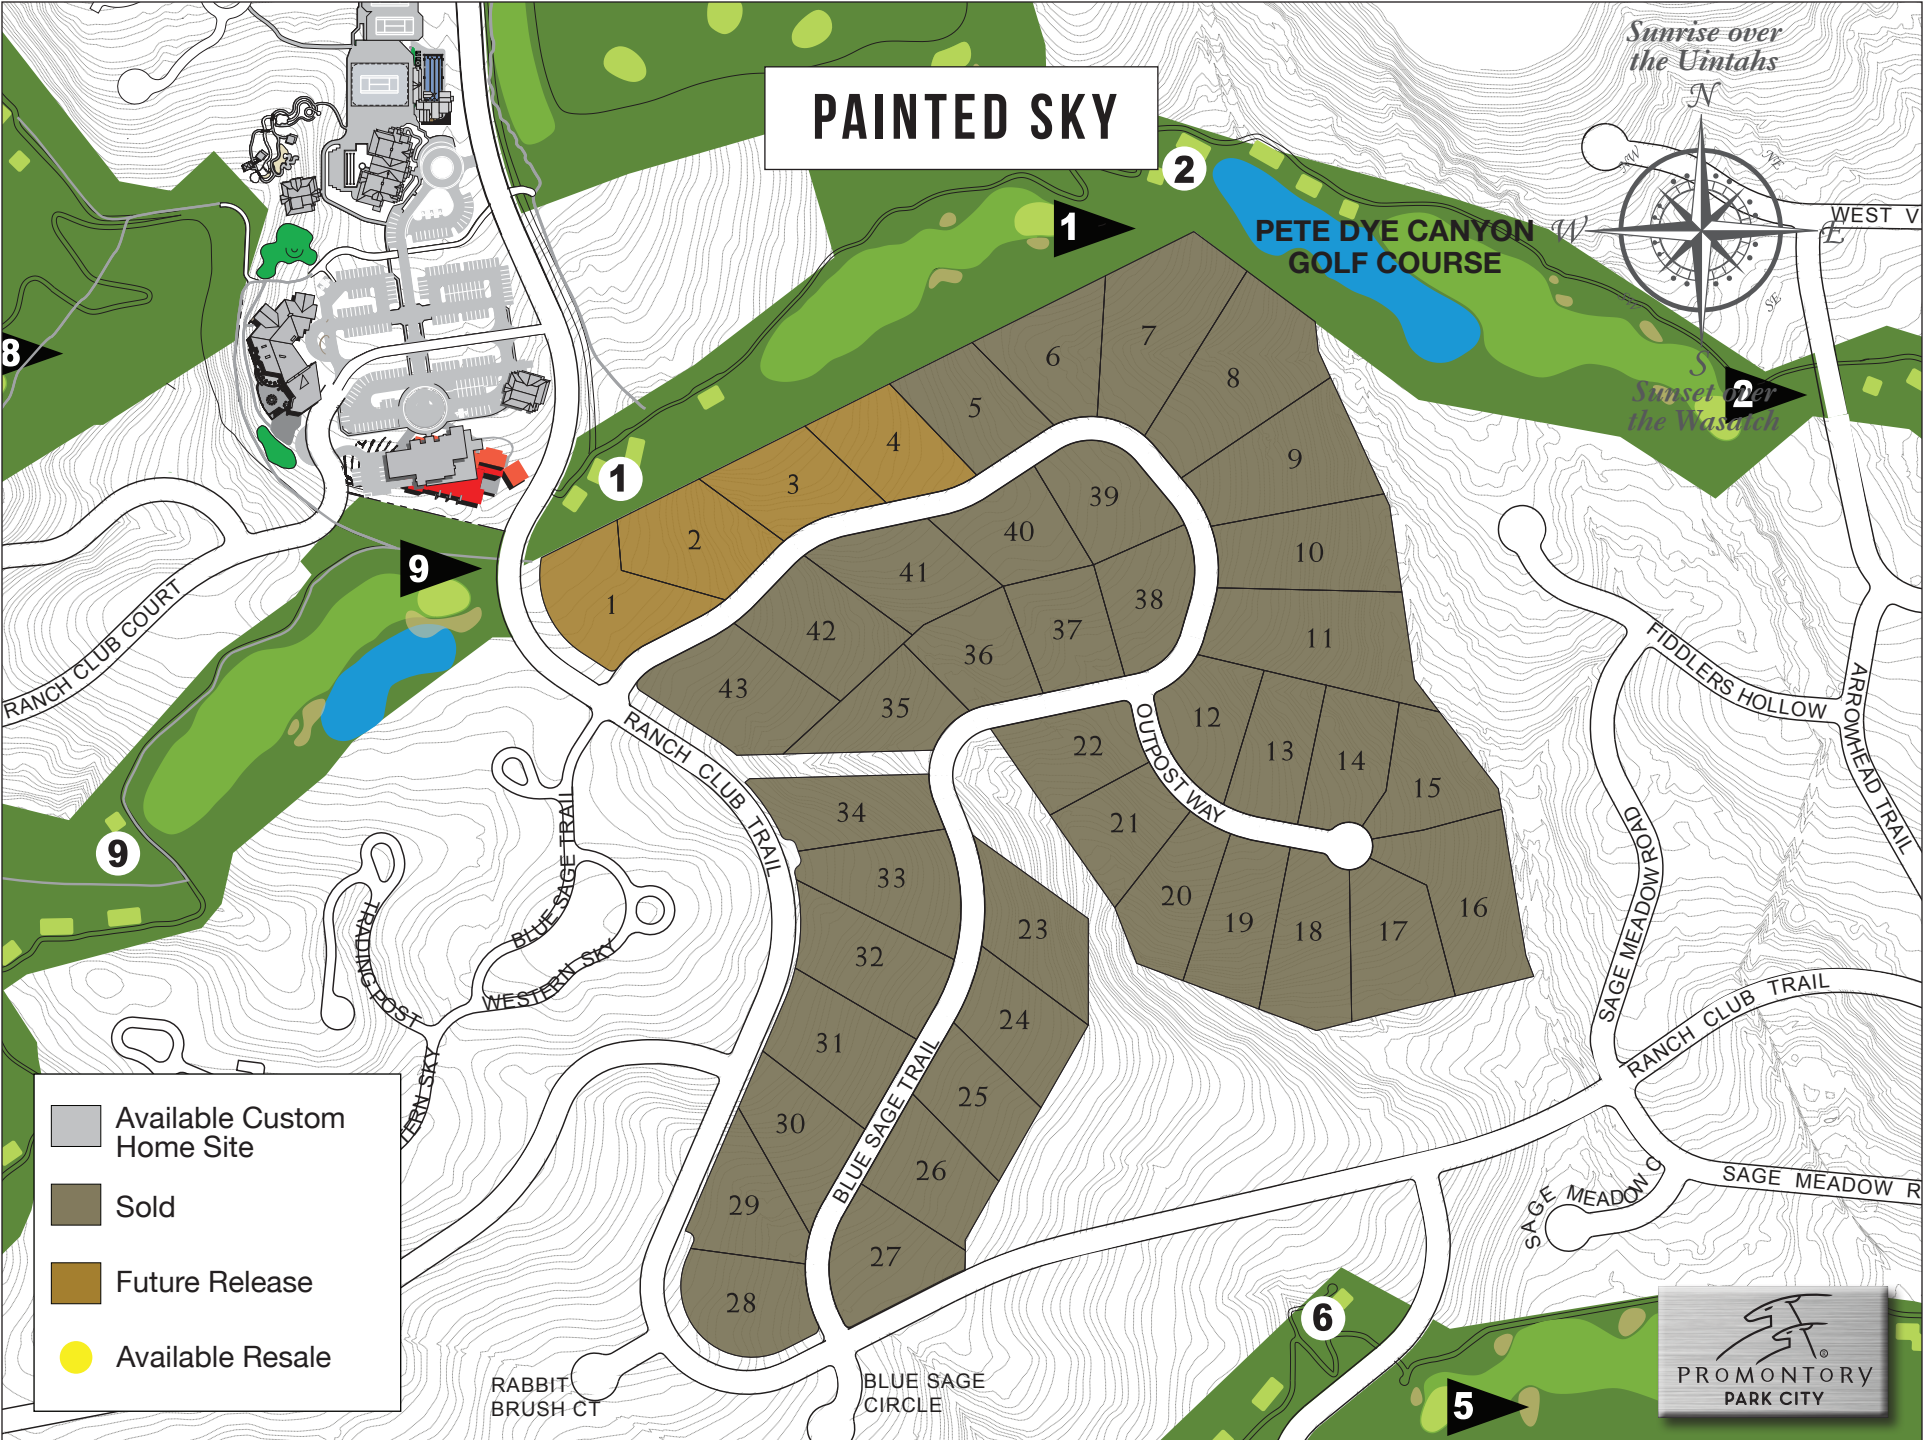 PAINTED SKY
Sunrise over
the Uintahs
N
NW
NE
W
E
SE
S
Sunset over
the Wasatch
PETE DYE CANYON
GOLF COURSE
WEST V
1
2
2
8
1
9
9
6
5
1
2
3
4
5
6
7
8
9
10
11
12
13
14
15
16
17
18
19
20
21
22
23
24
25
26
27
28
29
30
31
32
33
34
35
36
37
38
39
40
41
42
43
RANCH CLUB COURT
RANCH CLUB TRAIL
OUTPOST WAY
FIDDLERS HOLLOW
ARROWHEAD TRAIL
SAGE MEADOW ROAD
RANCH CLUB TRAIL
BLUE SAGE TRAIL
TRADING POST
WESTERN SKY
TERN SKY
BLUE SAGE TRAIL
SAGE MEADOW C
SAGE MEADOW R
RABBIT
BRUSH CT
BLUE SAGE
CIRCLE
Available Custom
Home Site
Sold
Future Release
Available Resale
PROMONTORY
PARK CITY